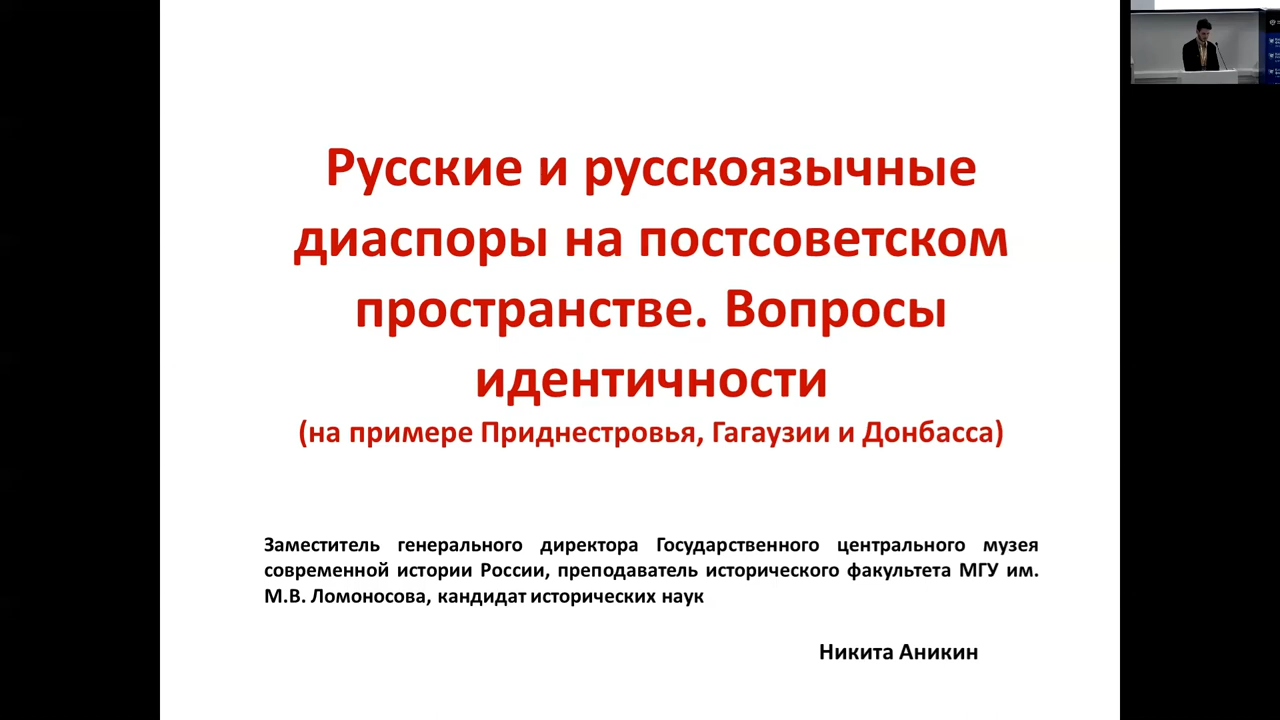 Русские и русскоязычные
диаспоры на постсоветском
пространстве. Вопросы
идентичности
(на примере Приднестровья, Гагаузии и Донбасса)
Заместитель генерального директора Государственного центрального музея
современной истории России, преподаватель исторического факультета МГУ им.
М.В. Ломоносова, кандидат исторических наук
Никита Аникин